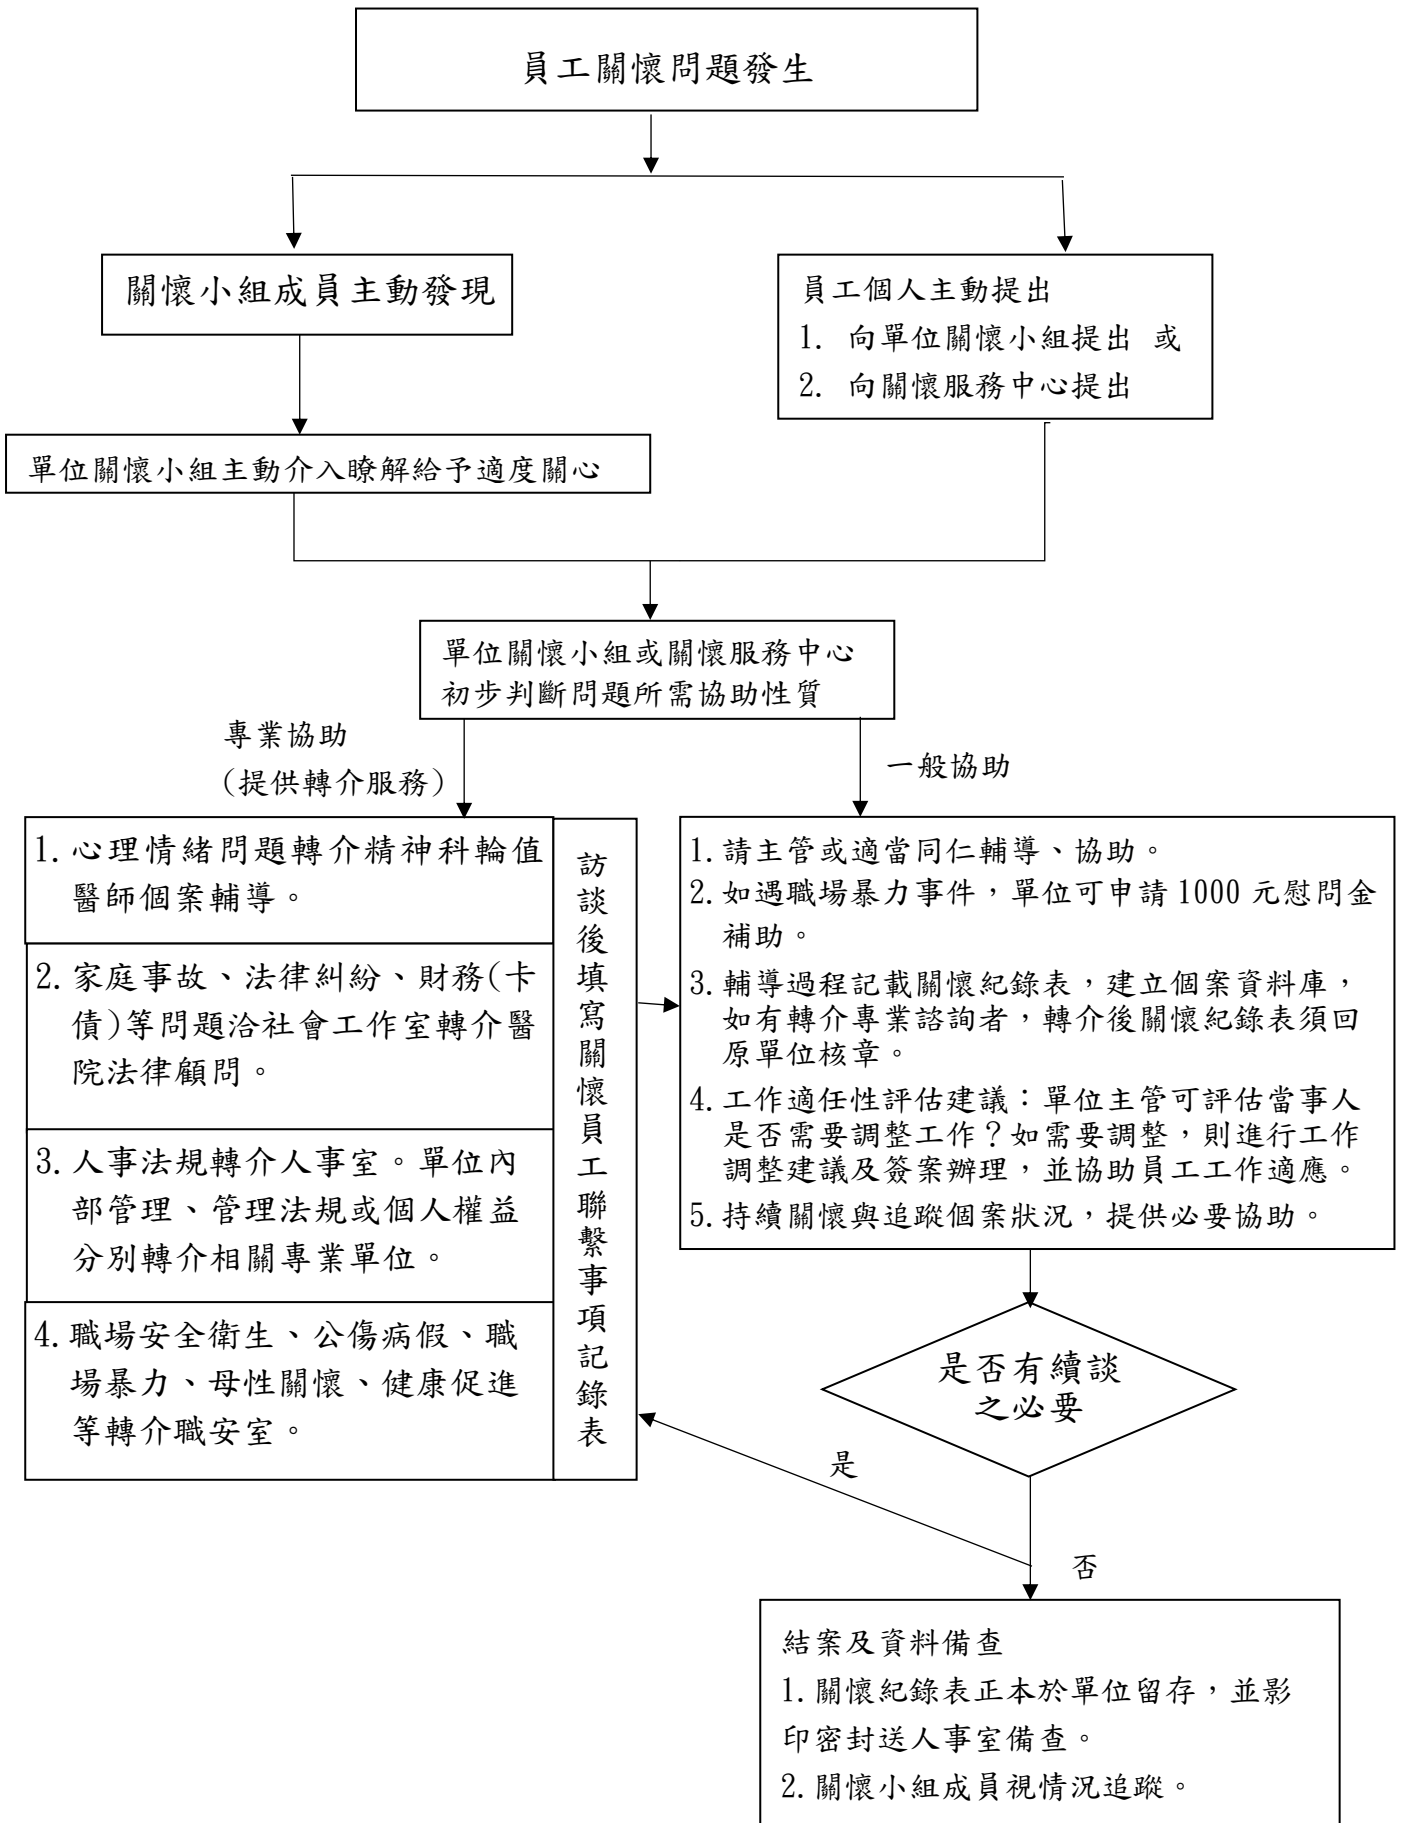 員工關懷問題發生
關懷小組成員主動發現
員工個人主動提出
1. 向單位關懷小組提出 或
2. 向關懷服務中心提出
單位關懷小組主動介入瞭解給予適度關心
單位關懷小組或關懷服務中心
初步判斷問題所需協助性質
專業協助
(提供轉介服務)
一般協助
1.心理情緒問題轉介精神科輪值
醫師個案輔導。
2.家庭事故、法律糾紛、財務(卡
債)等問題洽社會工作室轉介醫
院法律顧問。
3.人事法規轉介人事室。單位內
部管理、管理法規或個人權益
分別轉介相關專業單位。
4.職場安全衛生、公傷病假、職
場暴力、母性關懷、健康促進
等轉介職安室。
訪談後填寫關懷員工聯繫事項記錄表
1.請主管或適當同仁輔導、協助。
2.如遇職場暴力事件，單位可申請1000元慰問金
補助。
3.輔導過程記載關懷紀錄表，建立個案資料庫，
如有轉介專業諮詢者，轉介後關懷紀錄表須回
原單位核章。
4.工作適任性評估建議：單位主管可評估當事人
是否需要調整工作？如需要調整，則進行工作
調整建議及簽案辦理，並協助員工工作適應。
5.持續關懷與追蹤個案狀況，提供必要協助。
是否有續談
之必要
是
否
結案及資料備查
1.關懷紀錄表正本於單位留存，並影
印密封送人事室備查。
2.關懷小組成員視情況追蹤。